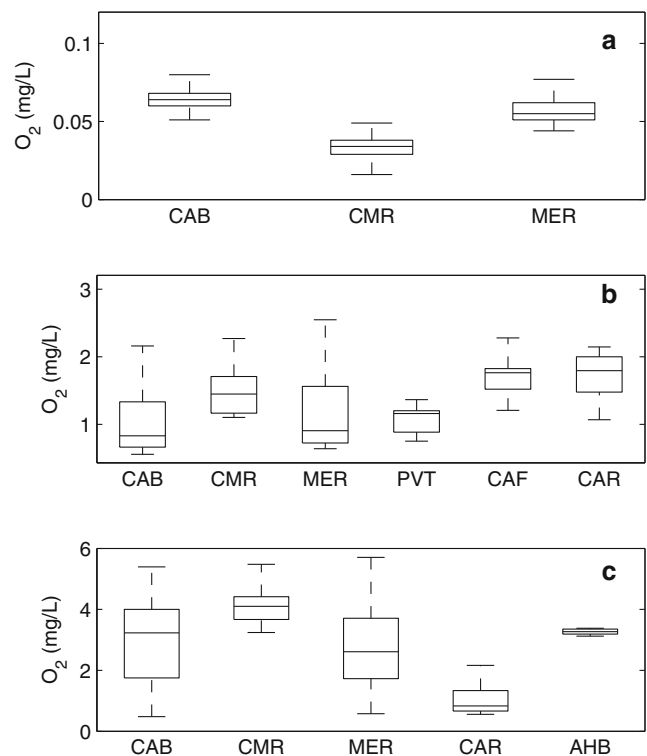 a
0.1
0.05
0
O2 (mg/L)
CAB CMR MER
b
3
2
1
O2 (mg/L)
CAB CMR MER PVT CAF CAR
c
6
4
2
0
O2 (mg/L)
CAB CMR MER CAR AHB